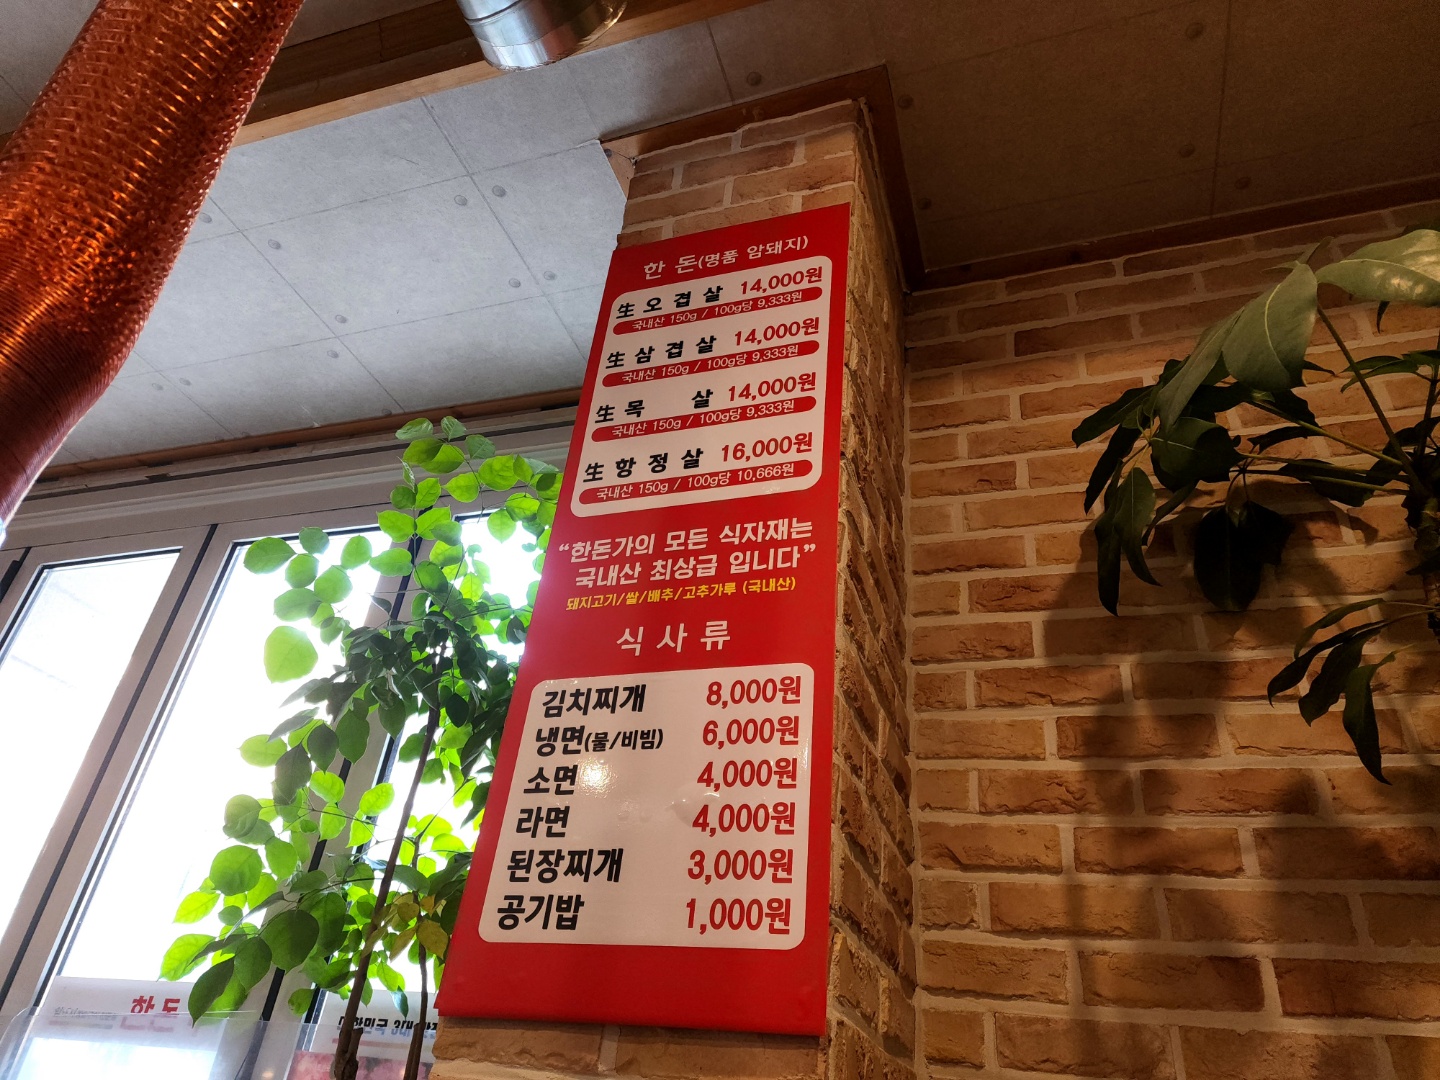 한 돈(명품 암돼지)
生오겹살 14,000원
국내산 150g / 100g당 9,333원
生삼겹살 14,000원
국내산 150g / 100g당 9,333원
生목 살 14,000원
국내산 150g / 100g당 9,333원
生항정살 16,000원
국내산 150g / 100g당 10,666원
“한돈가의 모든 식자재는
국내산 최상급 입니다”
돼지고기/쌀/배추/고추가루 (국내산)
식사류
김치찌개 8,000원
냉면(물/비빔) 6,000원
소면 4,000원
라면 4,000원
된장찌개 3,000원
공기밥 1,000원